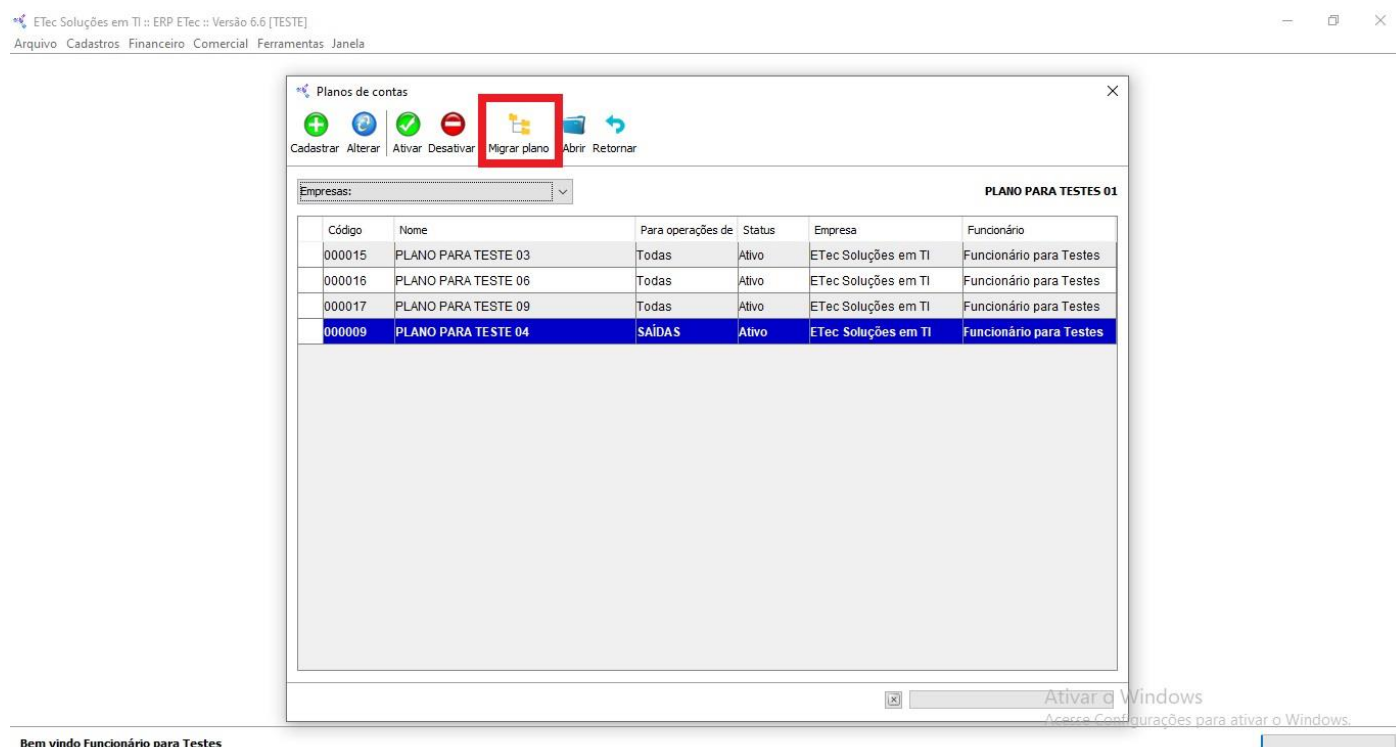 ETec Soluções em TI :: ERP ETec :: Versão 6.6 [TESTE]
Arquivo Cadastros Financeiro Comercial Ferramentas Janela
Planos de contas
Cadastrar Alterar Ativar Desativar Migrar plano Abrir Retornar
Empresas: PLANO PARA TESTES 01
Código Nome Para operações de Status Empresa Funcionário
000015 PLANO PARA TESTE 03 Todas Ativo ETec Soluções em TI Funcionário para Testes
000016 PLANO PARA TESTE 06 Todas Ativo ETec Soluções em TI Funcionário para Testes
000017 PLANO PARA TESTE 09 Todas Ativo ETec Soluções em TI Funcionário para Testes
000009 PLANO PARA TESTE 04 SAÍDAS Ativo ETec Soluções em TI Funcionário para Testes
Ativar o Windows
Acesse Configurações para ativar o Windows.
Bem vindo Funcionário para Testes